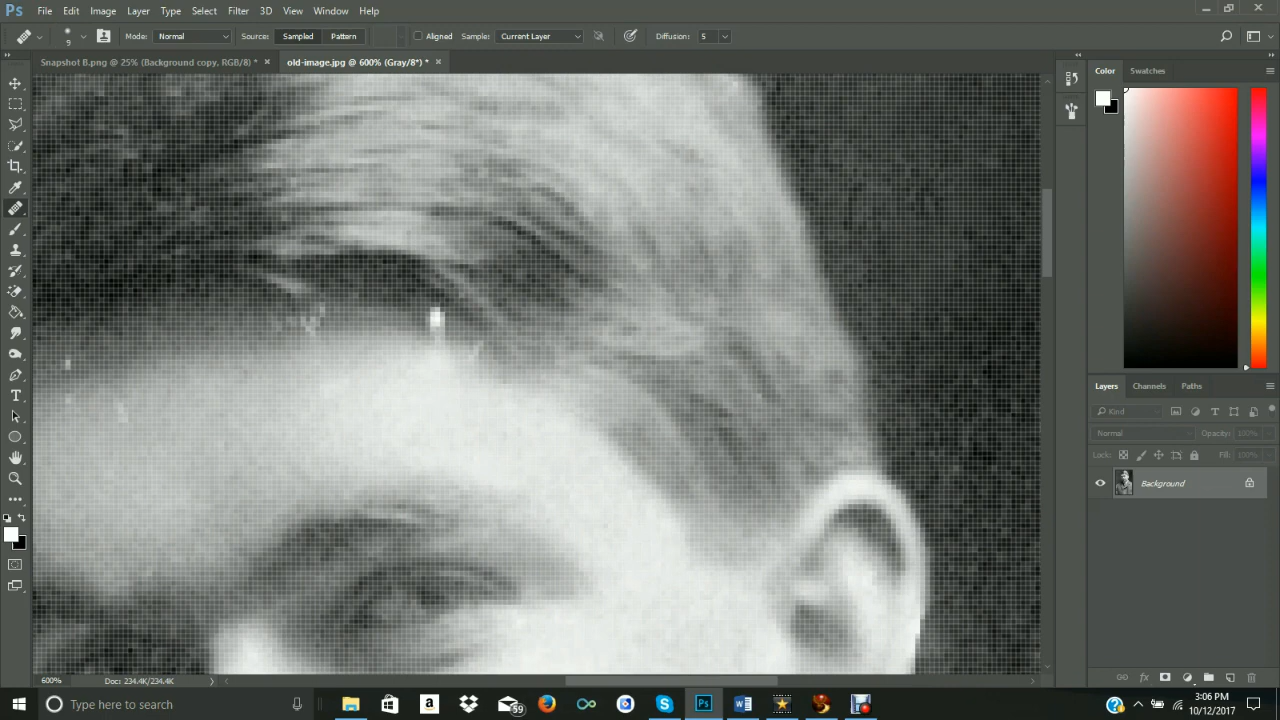 Ps File Edit Image Layer Type Select Filter 3D View Window Help
9 Mode: Normal Source: Sampled Pattern Aligned Sample: Current Layer Diffusion: 5
Snapshot B.png @ 25% (Background copy, RGB/8) * × old-image.jpg @ 600% (Gray/8*) * ×
Color Swatches
Layers Channels Paths
Kind
Normal Opacity: 100%
Lock: Fill: 100%
Background
600% Doc: 234.4K/234.4K
Type here to search
59
Ps
3:06 PM
10/12/2017